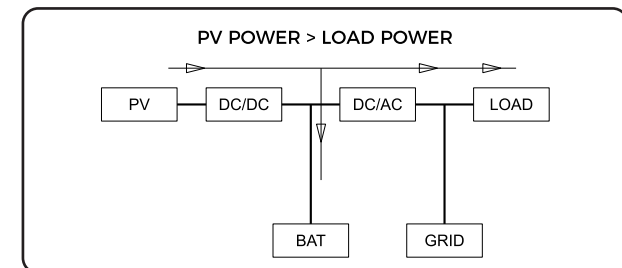 PV POWER > LOAD POWER
PV DC/DC DC/AC LOAD
BAT GRID